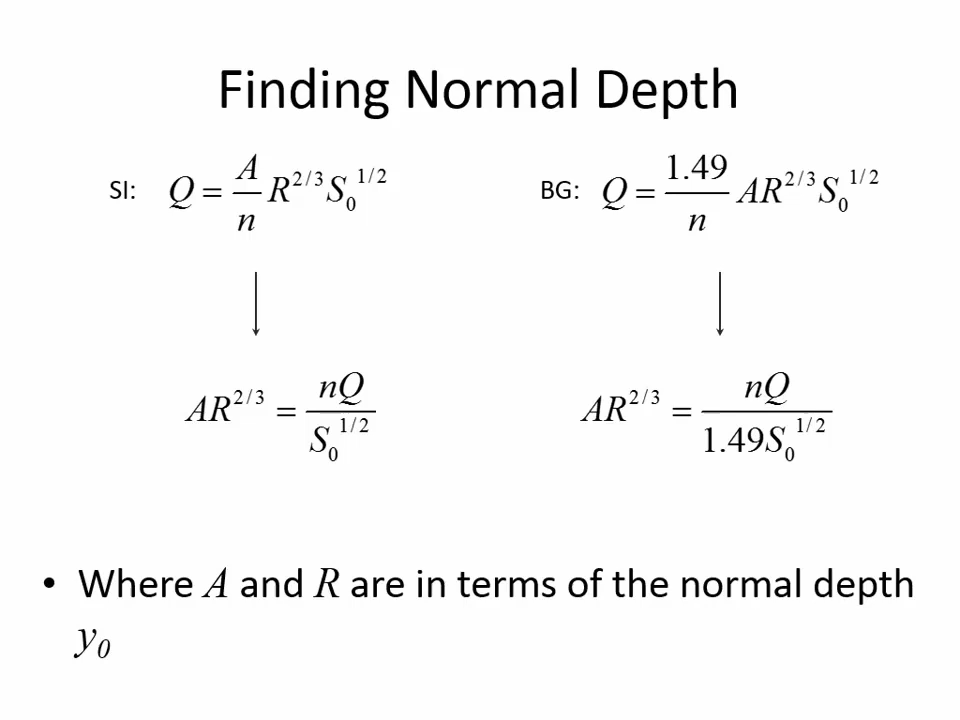 Finding Normal Depth
SI: Q = A/n R^{2/3} S_0^{1/2}
BG: Q = 1.49/n AR^{2/3} S_0^{1/2}
AR^{2/3} = nQ/S_0^{1/2}
AR^{2/3} = nQ/1.49S_0^{1/2}
• Where A and R are in terms of the normal depth
y_0